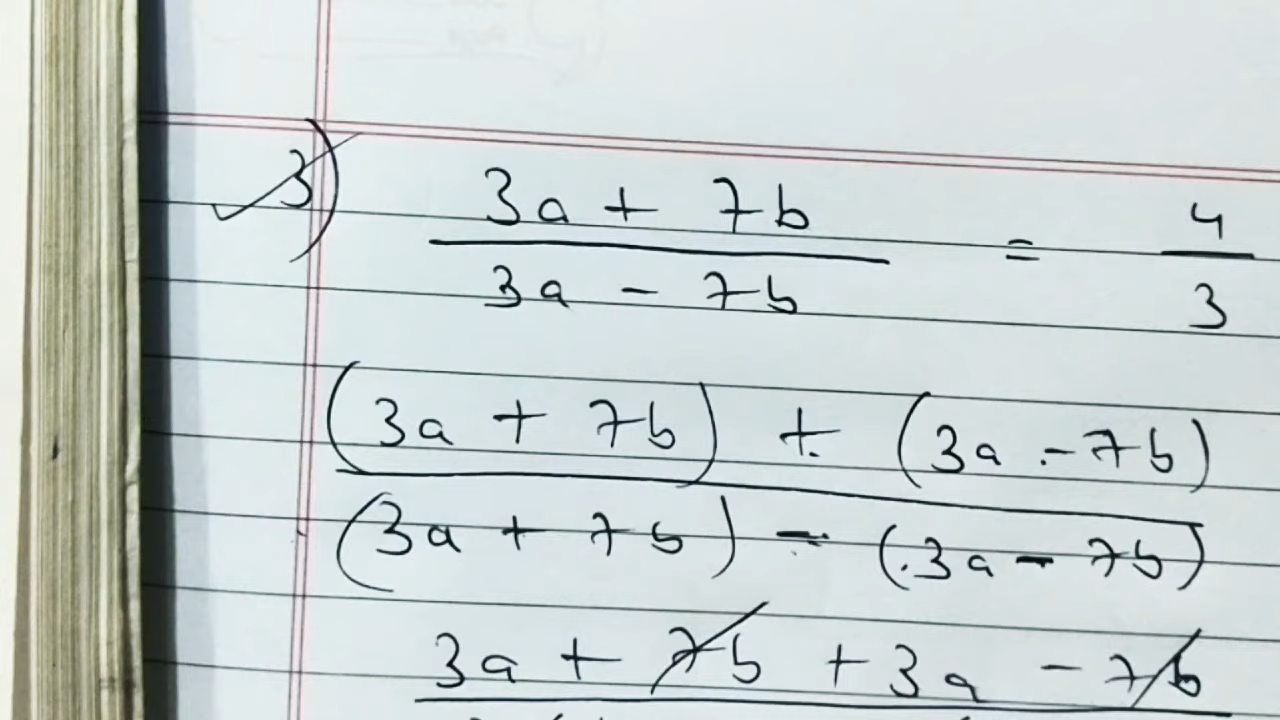 3)
3a + 7b = 4
3a - 7b 3
(3a + 7b) + (3a - 7b)
(3a + 7b) - (3a - 7b)
3a + 7b + 3a - 7b